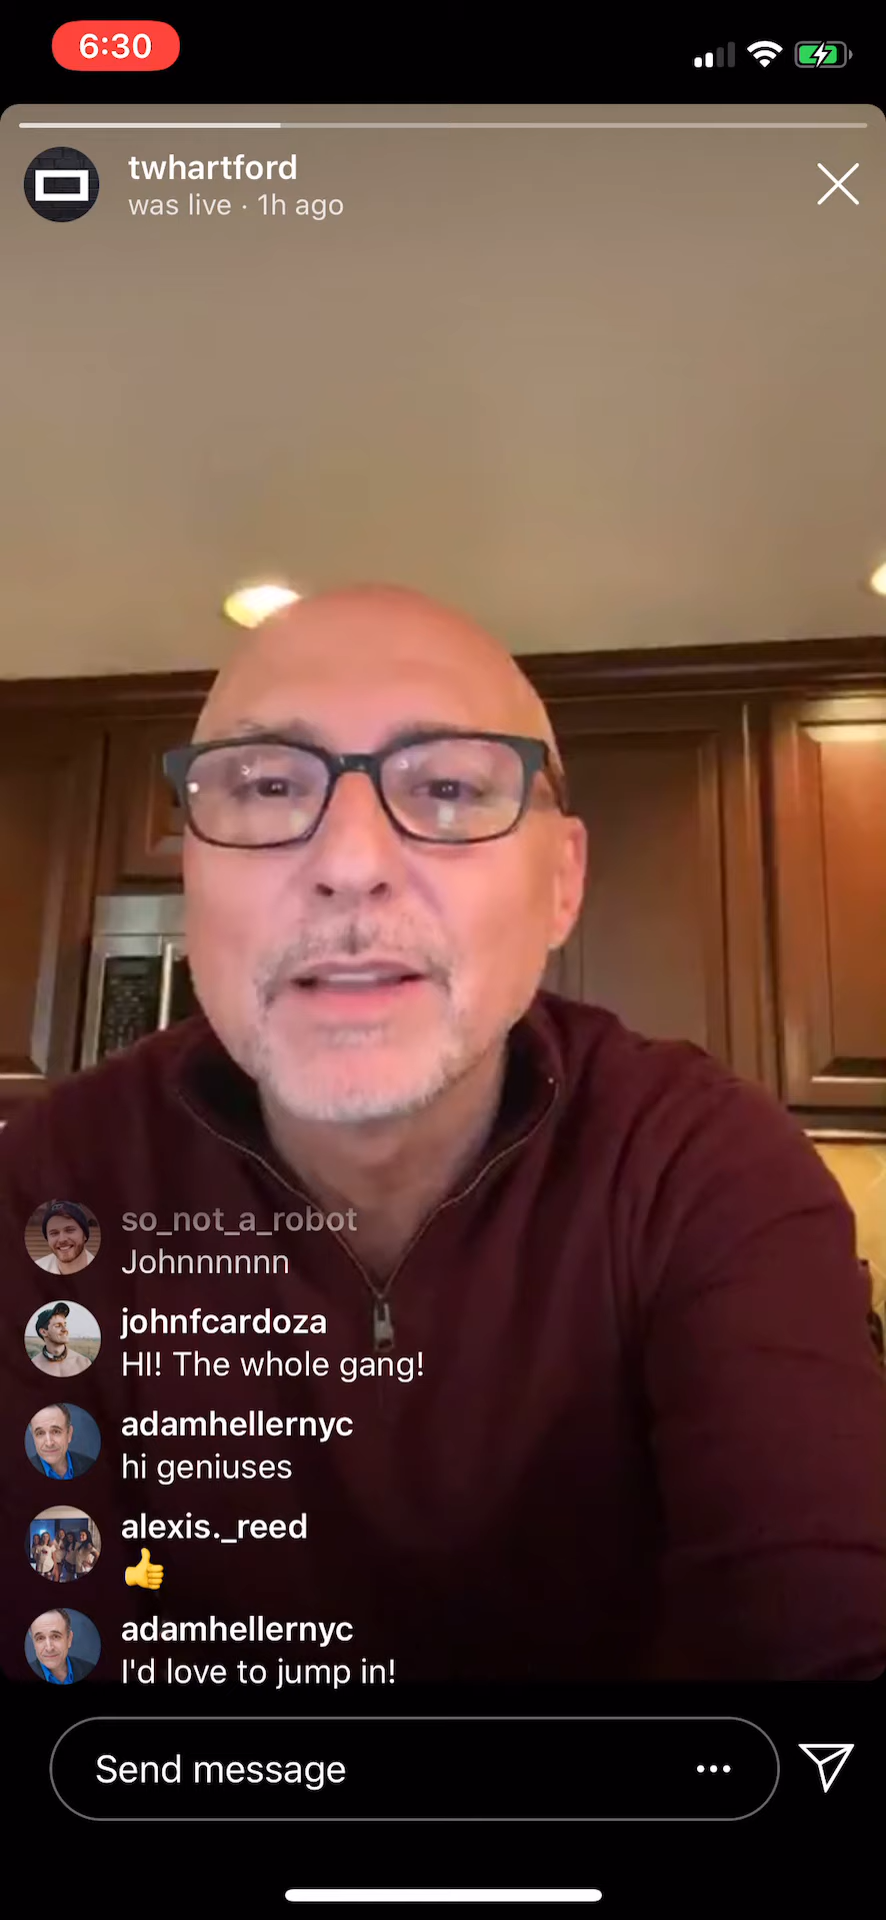 6:30
twhartford
was live · 1h ago
so_not_a_robot
Johnnnnnn
johnfcardoza
HI! The whole gang!
adamhellernyc
hi geniuses
alexis._reed
👍
adamhellernyc
I'd love to jump in!
Send message